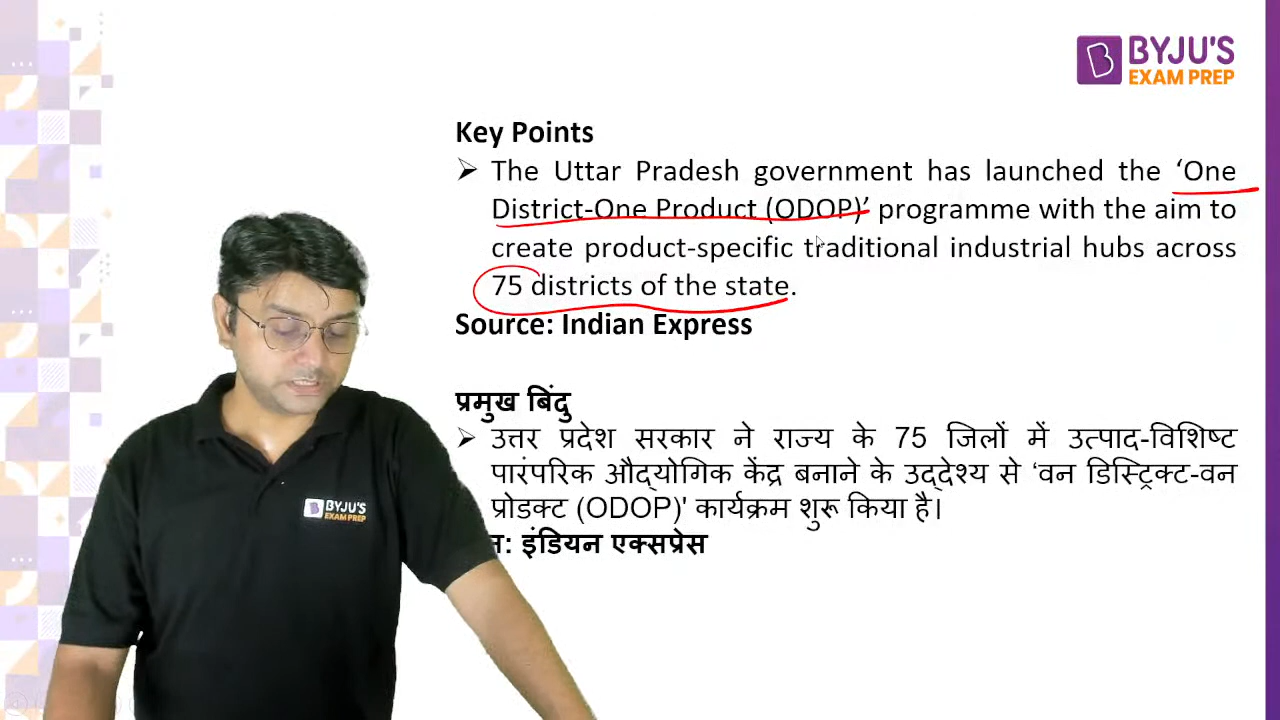 BYJU'S
EXAM PREP
Key Points
The Uttar Pradesh government has launched the ‘One
District-One Product (ODOP)’ programme with the aim to
create product-specific traditional industrial hubs across
75 districts of the state.
Source: Indian Express
प्रमुख बिंदु
उत्तर प्रदेश सरकार ने राज्य के 75 जिलों में उत्पाद-विशिष्ट
पारंपरिक औद्योगिक केंद्र बनाने के उद्देश्य से ‘वन डिस्ट्रिक्ट-वन
प्रोडक्ट (ODOP)' कार्यक्रम शुरू किया है।
इंडियन एक्सप्रेस
BYJU'S
EXAM PREP